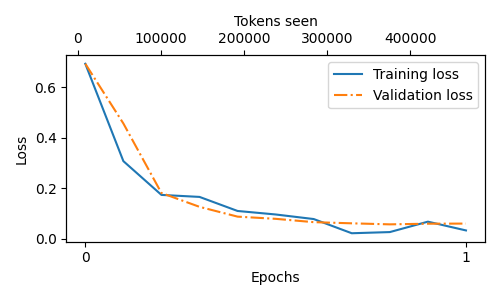 Tokens seen
0 100000 200000 300000 400000
Training loss
Validation loss
0.6
0.4
0.2
0.0
Loss
0 1
Epochs